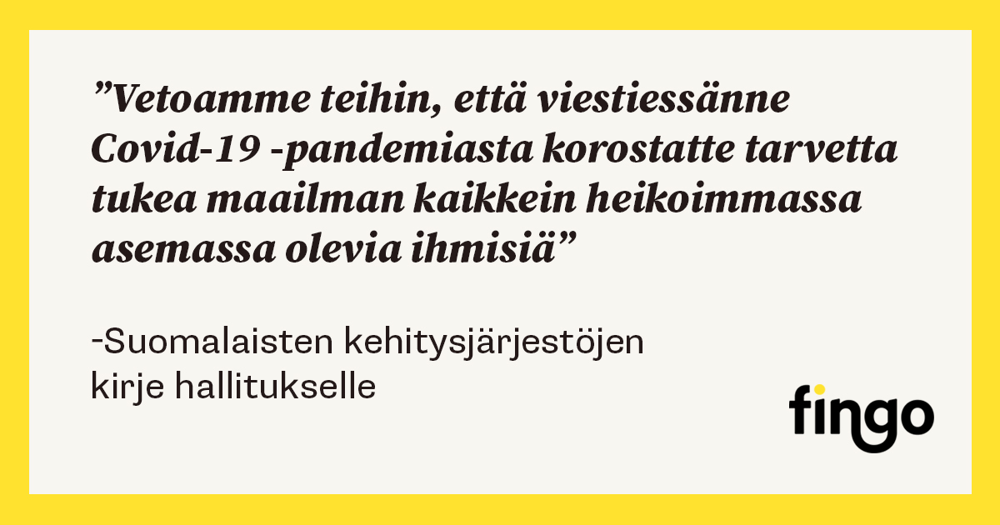 ”Vetoamme teihin, että viestiessänne
Covid-19 -pandemiasta korostatte tarvetta
tukea maailman kaikkein heikoimmassa
asemassa olevia ihmisiä”
-Suomalaisten kehitysjärjestöjen
kirje hallitukselle
fingo